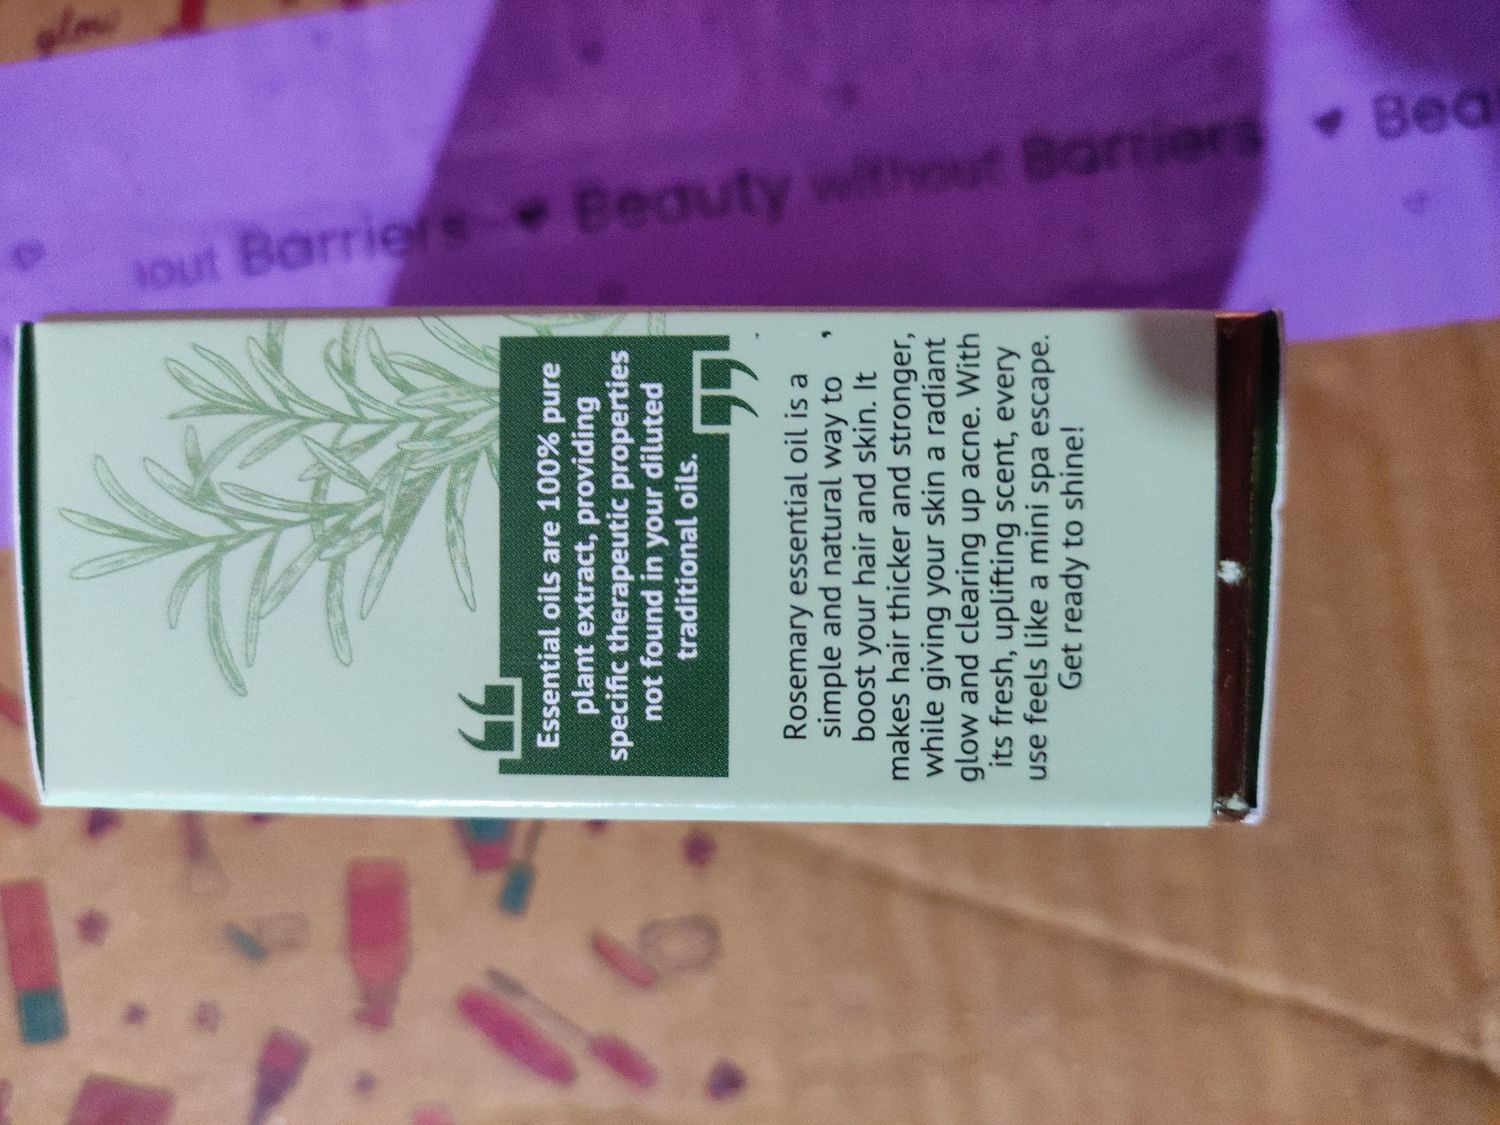 glow
out Barriers ♥ Beauty without Barriers ♥ Bea
Essential oils are 100% pure
plant extract, providing
specific therapeutic properties
not found in your diluted
traditional oils.
Rosemary essential oil is a
simple and natural way to
boost your hair and skin. It
makes hair thicker and stronger,
while giving your skin a radiant
glow and clearing up acne. With
its fresh, uplifting scent, every
use feels like a mini spa escape.
Get ready to shine!